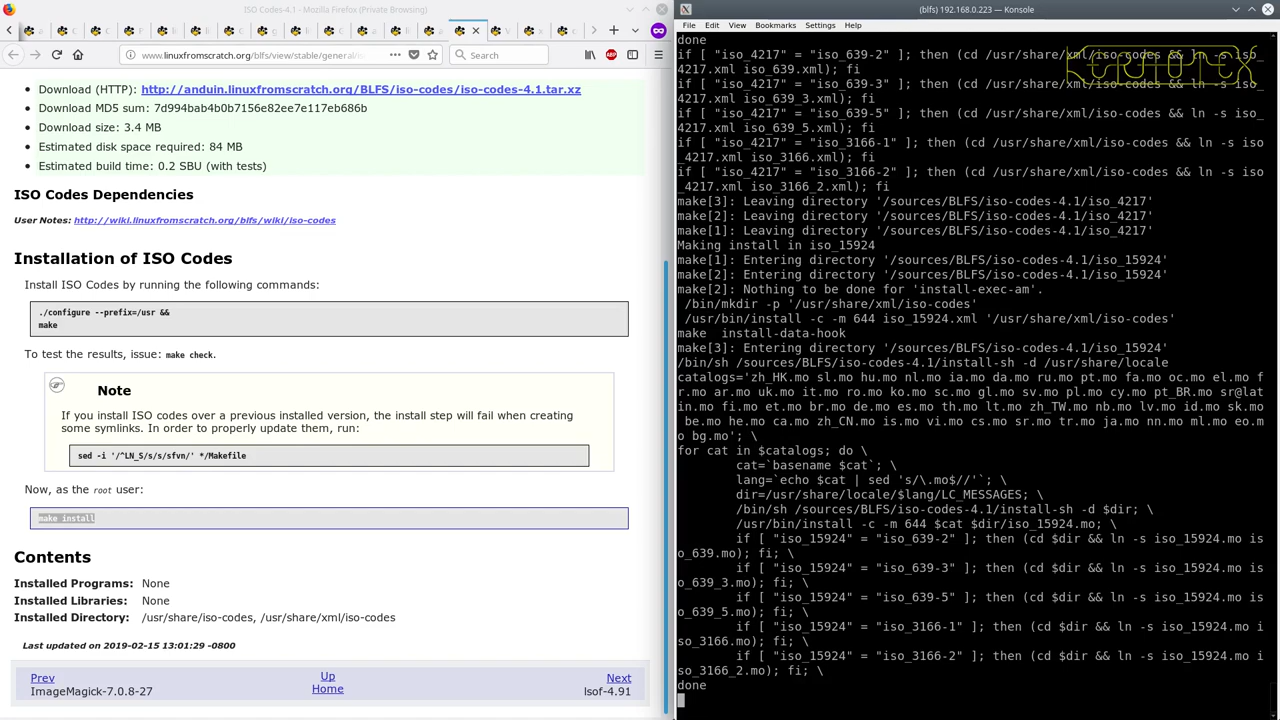 ISO Codes-4.1 - Mozilla Firefox (Private Browsing)
www.linuxfromscratch.org/blfs/view/stable/general/
Search
Download (HTTP): http://anduin.linuxfromscratch.org/BLFS/iso-codes/iso-codes-4.1.tar.xz
Download MD5 sum: 7d994bab4b0b7156e82ee7e117eb686b
Download size: 3.4 MB
Estimated disk space required: 84 MB
Estimated build time: 0.2 SBU (with tests)
ISO Codes Dependencies
User Notes: http://wiki.linuxfromscratch.org/blfs/wiki/iso-codes
Installation of ISO Codes
Install ISO Codes by running the following commands:
./configure --prefix=/usr &&
make
To test the results, issue: make check.
Note
If you install ISO codes over a previous installed version, the install step will fail when creating
some symlinks. In order to properly update them, run:
sed -i '/^LN_S/s/s/sfvn/' */Makefile
Now, as the root user:
make install
Contents
Installed Programs: None
Installed Libraries: None
Installed Directory: /usr/share/iso-codes, /usr/share/xml/iso-codes
Last updated on 2019-02-15 13:01:29 -0800
Prev
ImageMagick-7.0.8-27
Up
Home
Next
lsof-4.91
(blfs) 192.168.0.223 — Konsole
File Edit View Bookmarks Settings Help
done
if [ "iso_4217" = "iso_639-2" ]; then (cd /usr/share/xml/iso-codes && ln -s iso_
4217.xml iso_639.xml); fi
if [ "iso_4217" = "iso_639-3" ]; then (cd /usr/share/xml/iso-codes && ln -s iso_
4217.xml iso_639_3.xml); fi
if [ "iso_4217" = "iso_639-5" ]; then (cd /usr/share/xml/iso-codes && ln -s iso_
4217.xml iso_639_5.xml); fi
if [ "iso_4217" = "iso_3166-1" ]; then (cd /usr/share/xml/iso-codes && ln -s iso
_4217.xml iso_3166.xml); fi
if [ "iso_4217" = "iso_3166-2" ]; then (cd /usr/share/xml/iso-codes && ln -s iso
_4217.xml iso_3166_2.xml); fi
make[3]: Leaving directory '/sources/BLFS/iso-codes-4.1/iso_4217'
make[2]: Leaving directory '/sources/BLFS/iso-codes-4.1/iso_4217'
make[1]: Leaving directory '/sources/BLFS/iso-codes-4.1/iso_4217'
Making install in iso_15924
make[1]: Entering directory '/sources/BLFS/iso-codes-4.1/iso_15924'
make[2]: Entering directory '/sources/BLFS/iso-codes-4.1/iso_15924'
make[2]: Nothing to be done for 'install-exec-am'.
/bin/mkdir -p '/usr/share/xml/iso-codes'
/usr/bin/install -c -m 644 iso_15924.xml '/usr/share/xml/iso-codes'
make  install-data-hook
make[3]: Entering directory '/sources/BLFS/iso-codes-4.1/iso_15924'
/bin/sh /sources/BLFS/iso-codes-4.1/install-sh -d /usr/share/locale
catalogs='zh_HK.mo sl.mo hu.mo nl.mo ia.mo da.mo ru.mo pt.mo fa.mo oc.mo el.mo f
r.mo ar.mo uk.mo it.mo ro.mo ko.mo sc.mo gl.mo sv.mo pl.mo cy.mo pt_BR.mo sr@lat
in.mo fi.mo et.mo br.mo de.mo es.mo th.mo lt.mo zh_TW.mo nb.mo lv.mo id.mo sk.mo
be.mo he.mo ca.mo zh_CN.mo is.mo vi.mo cs.mo sr.mo tr.mo ja.mo nn.mo ml.mo eo.m
o bg.mo'; \
for cat in $catalogs; do \
cat=`basename $cat`; \
lang=`echo $cat | sed 's/\.mo$//'`; \
dir=/usr/share/locale/$lang/LC_MESSAGES; \
/bin/sh /sources/BLFS/iso-codes-4.1/install-sh -d $dir; \
/usr/bin/install -c -m 644 $cat $dir/iso_15924.mo; \
if [ "iso_15924" = "iso_639-2" ]; then (cd $dir && ln -s iso_15924.mo is
o_639.mo); fi; \
if [ "iso_15924" = "iso_639-3" ]; then (cd $dir && ln -s iso_15924.mo is
o_639_3.mo); fi; \
if [ "iso_15924" = "iso_639-5" ]; then (cd $dir && ln -s iso_15924.mo is
o_639_5.mo); fi; \
if [ "iso_15924" = "iso_3166-1" ]; then (cd $dir && ln -s iso_15924.mo i
so_3166.mo); fi; \
if [ "iso_15924" = "iso_3166-2" ]; then (cd $dir && ln -s iso_15924.mo i
so_3166_2.mo); fi; \
done